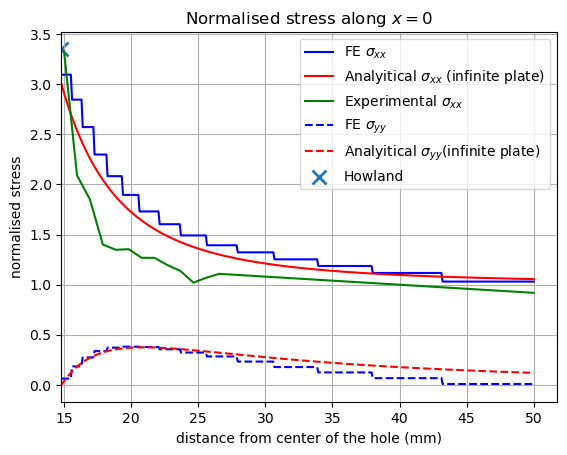 Normalised stress along x = 0
normalised stress
3.5
3.0
2.5
2.0
1.5
1.0
0.5
0.0
FE σxx
Analyitical σxx (infinite plate)
Experimental σxx
FE σyy
Analyitical σyy(infinite plate)
Howland
15 20 25 30 35 40 45 50
distance from center of the hole (mm)